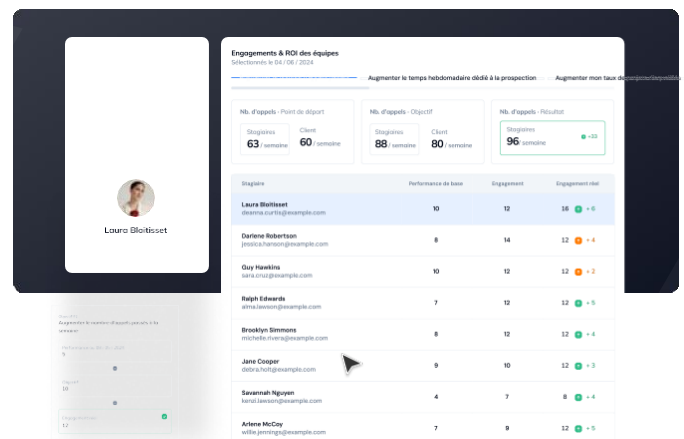 Engagements & ROI des équipes
Sélectionnés le 04 / 06 / 2024
Augmenter le temps hebdomadaire dédié à la prospection
Augmenter mon taux de
Nb. d'appels - Point de départ
Stagiaires
63 / semaine
Client
60 / semaine
Nb. d'appels - Objectif
Stagiaires
88 / semaine
Client
80 / semaine
Nb. d'appels - Résultat
Stagiaires
96 / semaine
+33
Laura Bloitisset
Stagiaire Performance de base Engagement Engagement réel
Laura Bloitisset
deanna.curtis@example.com
10 12 16 + 6
Darlene Robertson
jessica.hanson@example.com
8 14 12 + 4
Guy Hawkins
sara.cruz@example.com
10 12 12 + 2
Ralph Edwards
alma.lawson@example.com
7 12 12 + 5
Brooklyn Simmons
michelle.rivera@example.com
8 12 12 + 4
Jane Cooper
debra.holt@example.com
9 10 12 + 3
Savannah Nguyen
kenzi.lawson@example.com
4 7 8 + 4
Arlene McCoy
willie.jennings@example.com
7 9 12 + 5
Augmenter le nombre d'appels passés à la
semaine
5
10
12